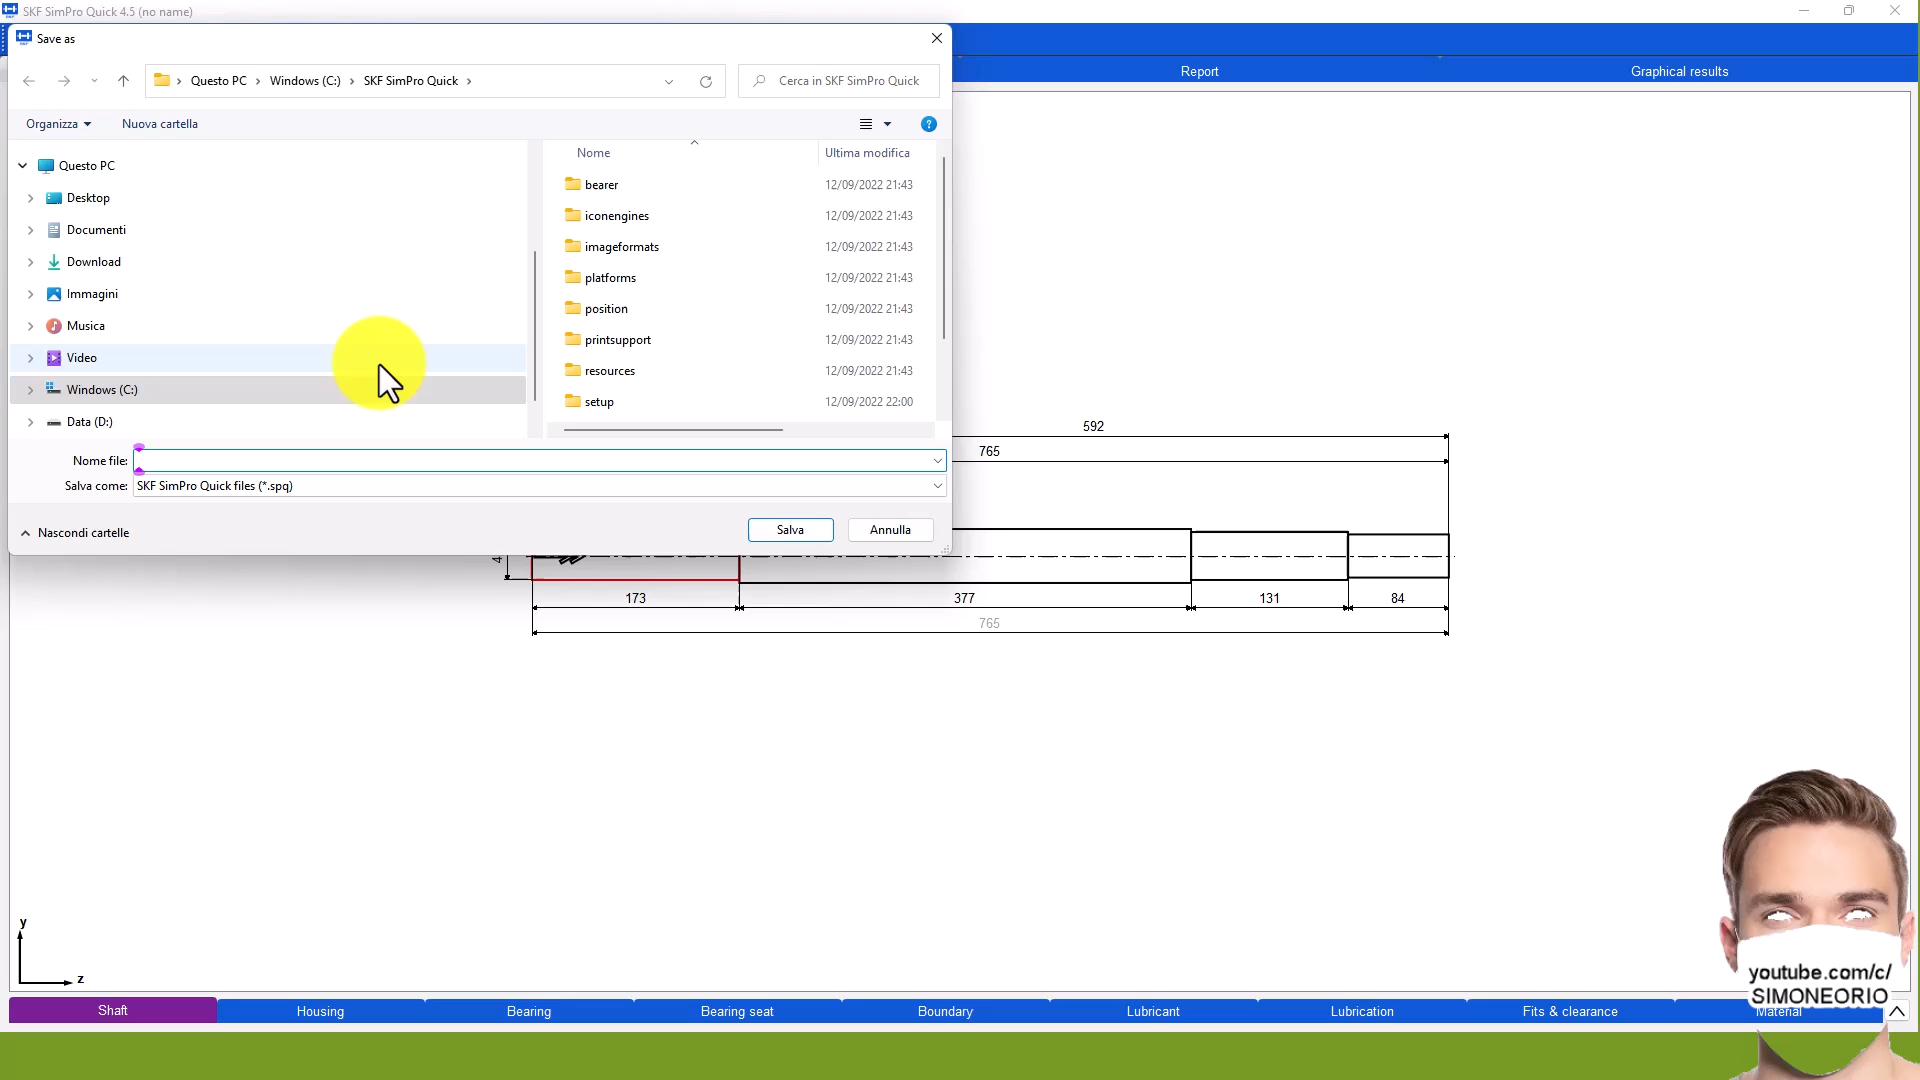 SKF SimPro Quick 4.5 (no name)
Save as
Questo PC
Windows (C:)
SKF SimPro Quick
Cerca in SKF SimPro Quick
Report
Graphical results
Organizza
Nuova cartella
?
Questo PC
Desktop
Documenti
Download
Immagini
Musica
Video
Windows (C:)
Data (D:)
Nome
Ultima modifica
bearer
12/09/2022 21:43
iconengines
12/09/2022 21:43
imageformats
12/09/2022 21:43
platforms
12/09/2022 21:43
position
12/09/2022 21:43
printsupport
12/09/2022 21:43
resources
12/09/2022 21:43
setup
12/09/2022 22:00
Nome file:
Salva come: SKF SimPro Quick files (*.spq)
Nascondi cartelle
Salva
Annulla
592
765
4
173
377
131
84
765
y
z
youtube.com/c/
SIMONEORIO
Shaft
Housing
Bearing
Bearing seat
Boundary
Lubricant
Lubrication
Fits & clearance
Material